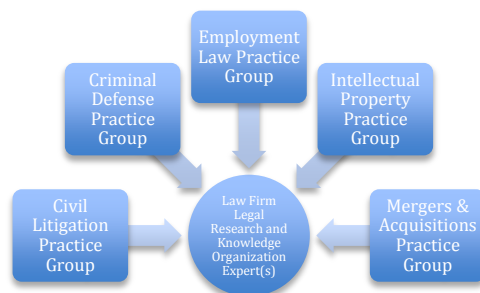 Employment
Law Practice
Group
Criminal
Defense
Practice
Group
Intellectual
Property
Practice
Group
Civil
Litigation
Practice
Group
Law Firm
Legal
Research and
Knowledge
Organization
Expert(s)
Mergers &
Acquisitions
Practice
Group